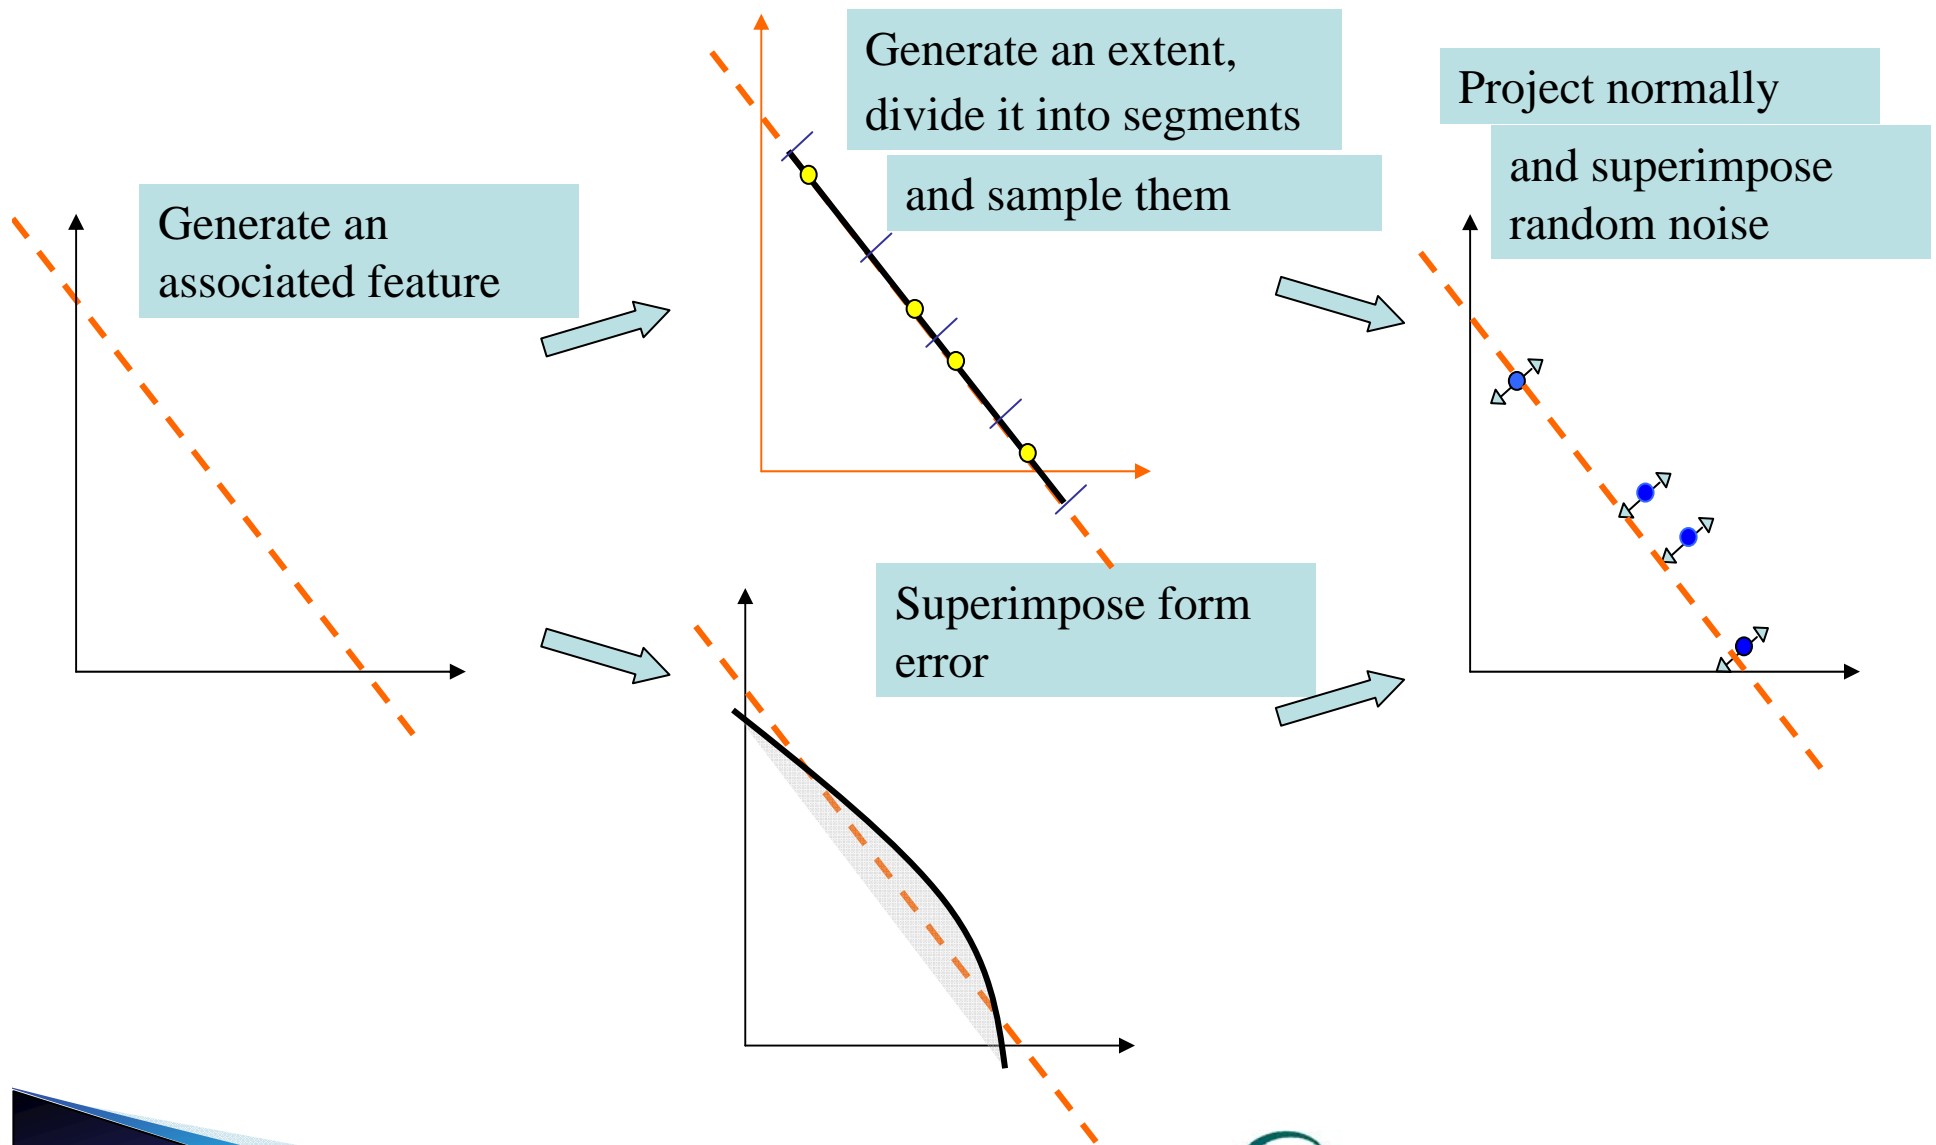 Generate an
associated feature
Generate an extent,
divide it into segments
and sample them
Superimpose form
error
Project normally
and superimpose
random noise